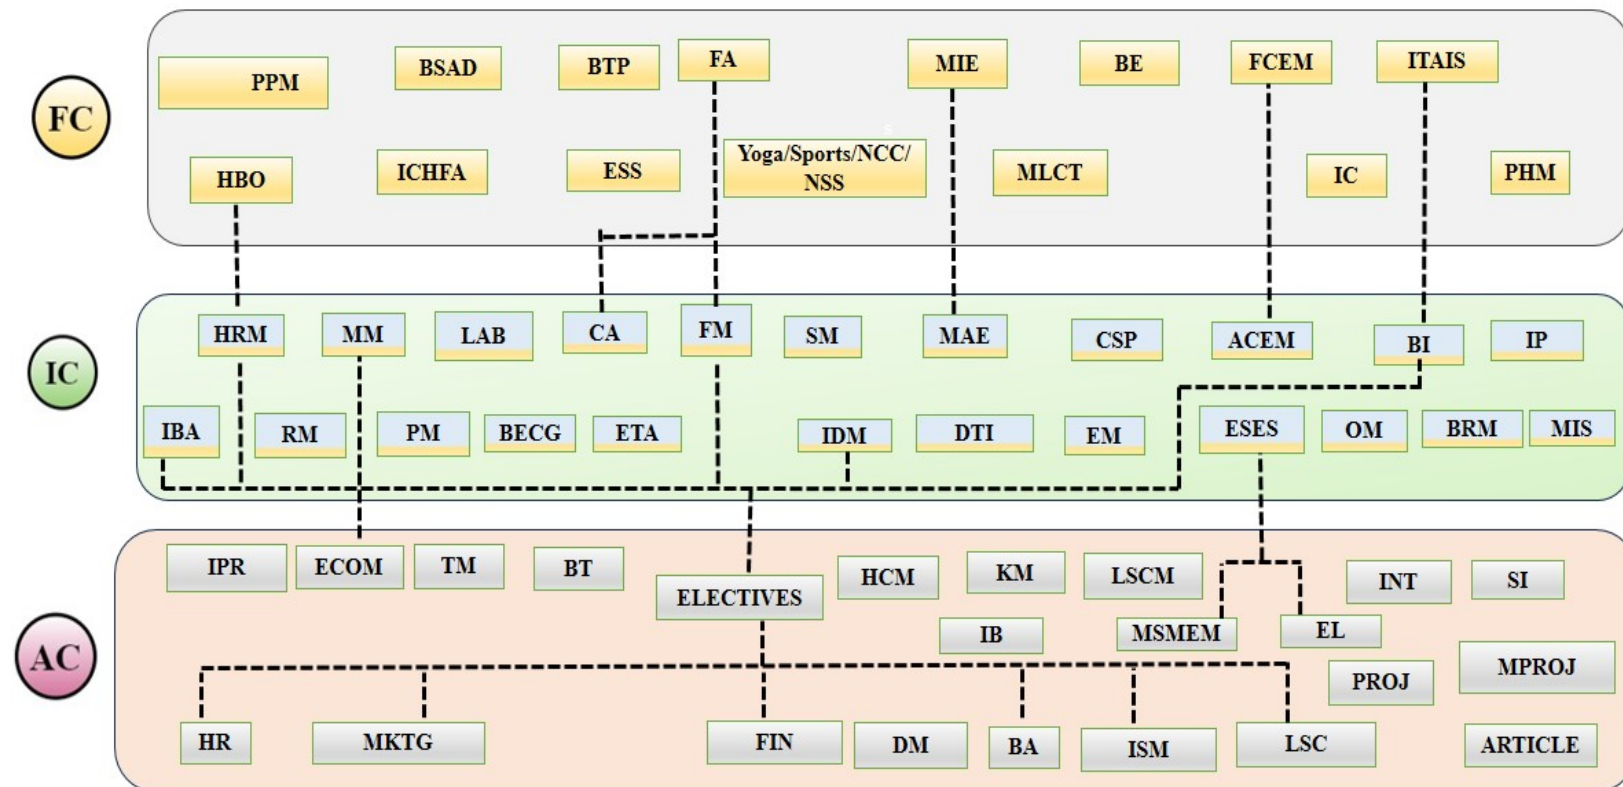 FC
PPM
BSAD
BTP
FA
MIE
BE
FCEM
ITAIS
s
HBO
ICHFA
ESS
Yoga/Sports/NCC/
NSS
MLCT
IC
PHM
IC
HRM
MM
LAB
CA
FM
SM
MAE
CSP
ACEM
BI
IP
IBA
RM
PM
BECG
ETA
IDM
DTI
EM
ESES
OM
BRM
MIS
AC
IPR
ECOM
TM
BT
ELECTIVES
HCM
KM
LSCM
INT
SI
IB
MSMEM
EL
PROJ
MPROJ
HR
MKTG
FIN
DM
BA
ISM
LSC
ARTICLE